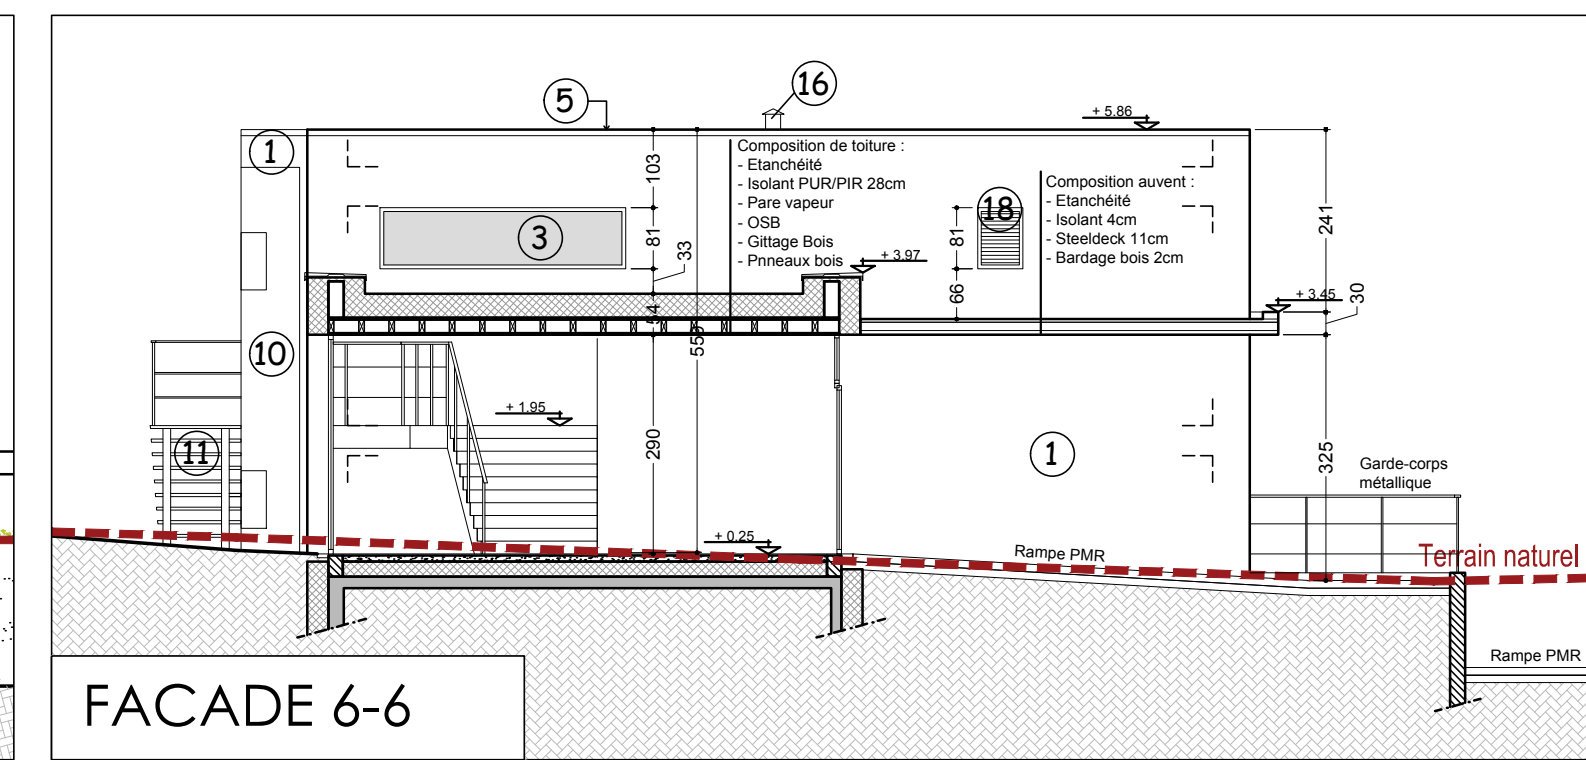 16
5
+ 5.86
1
Composition de toiture :
- Etanchéité
- Isolant PUR/PIR 28cm
- Pare vapeur
- OSB
- Gittage Bois
- Pnneaux bois
103
Composition auvent :
- Etanchéité
- Isolant 4cm
- Steeldeck 11cm
- Bardage bois 2cm
18
241
3
81
33
81
+ 3.97
66
+ 3.45
30
54
555
10
+ 1.95
290
11
1
325
Garde-corps
métallique
+ 0.25
Rampe PMR
Terrain naturel
Rampe PMR
FACADE 6-6